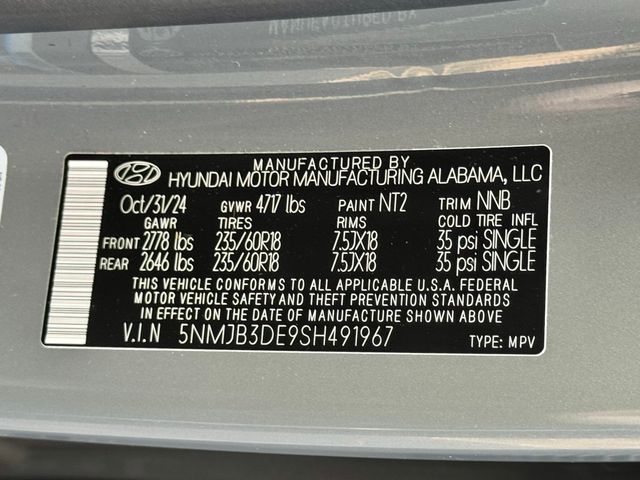 MANUFACTURED BY
HYUNDAI MOTOR MANUFACTURING ALABAMA, LLC
Oct/31/24 GVWR 4717 lbs PAINT NT2 TRIM NNB
GAWR TIRES RIMS COLD TIRE INFL
FRONT 2778 lbs 235/60R18 7.5JX18 35 psi SINGLE
REAR 2646 lbs 235/60R18 7.5JX18 35 psi SINGLE
THIS VEHICLE CONFORMS TO ALL APPLICABLE U.S.A. FEDERAL
MOTOR VEHICLE SAFETY AND THEFT PREVENTION STANDARDS
IN EFFECT ON THE DATE OF MANUFACTURE SHOWN ABOVE.
V.I.N 5NMJB3DE9SH491967 TYPE: MPV